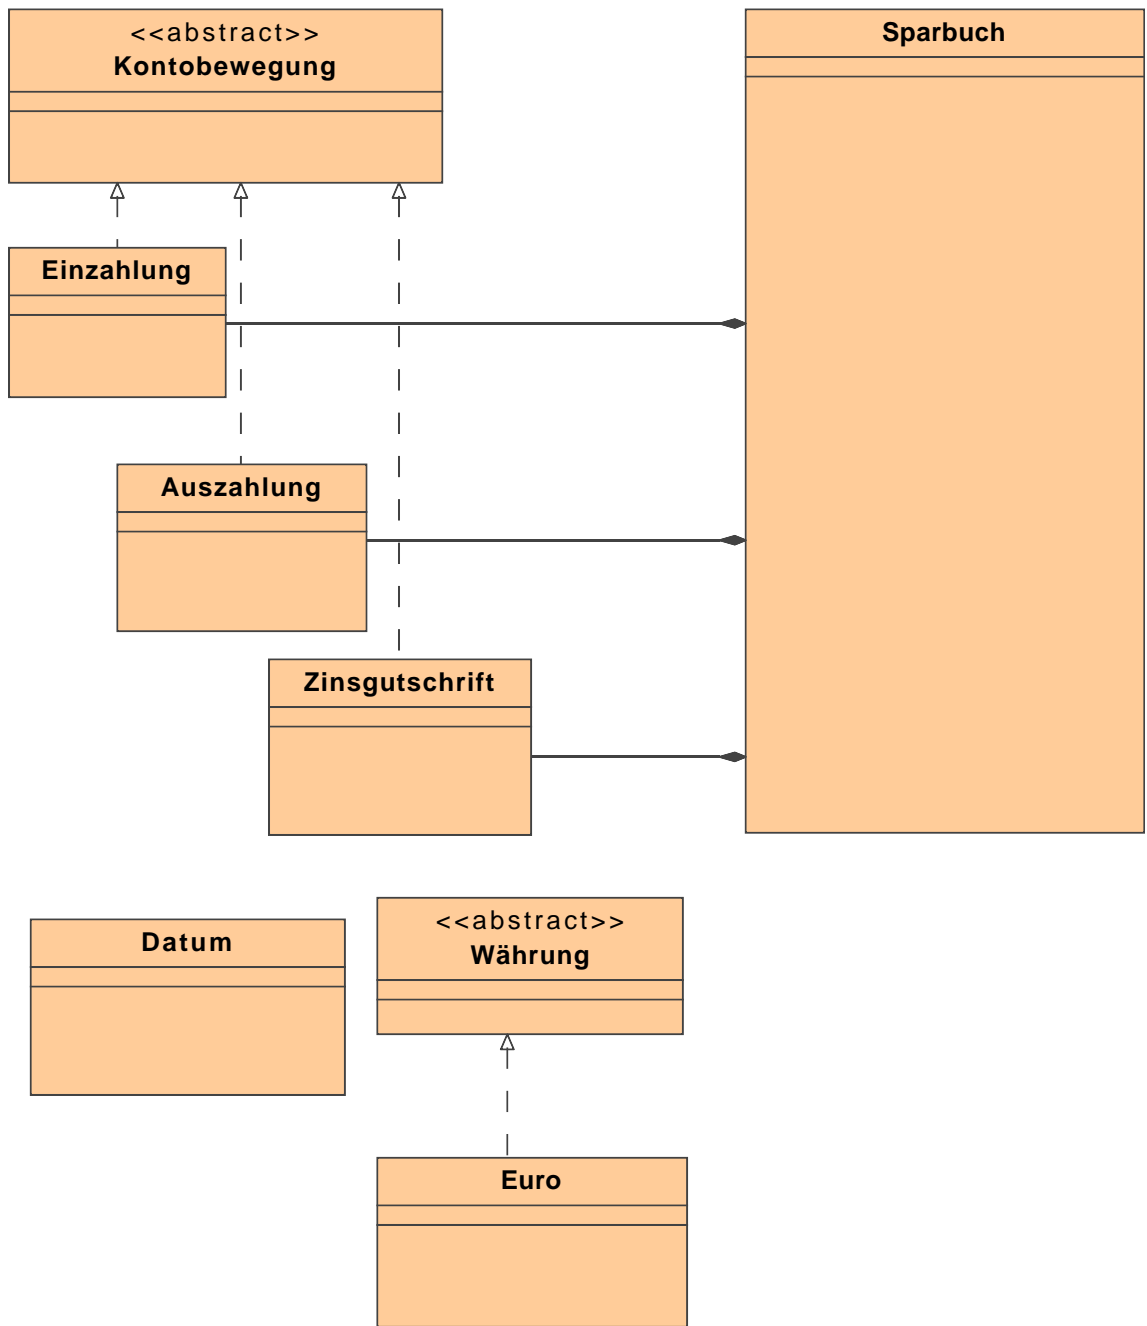 <<abstract>>
Kontobewegung
Sparbuch
Einzahlung
Auszahlung
Zinsgutschrift
Datum
<<abstract>>
Währung
Euro